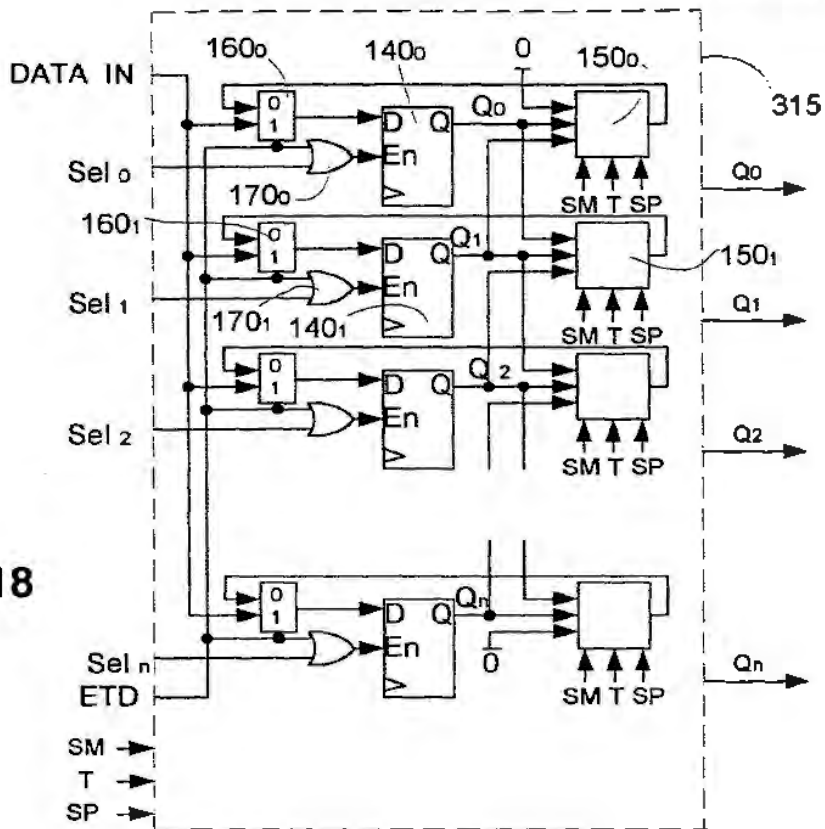 160₀ 140₀ 0 150₀
DATA IN
315
0
1
D Q Q₀
En
Sel ₀
170₀
SM T SP
Q₀
160₁
0
1
D Q Q₁
En
150₁
Sel ₁
170₁ 140₁
SM T SP
Q₁
0
1
D Q Q ₂
En
Sel ₂
SM T SP
Q₂
18
0
1
D Q Qₙ
En
0
Sel ₙ
SM T SP
Qₙ
ETD
SM
T
SP